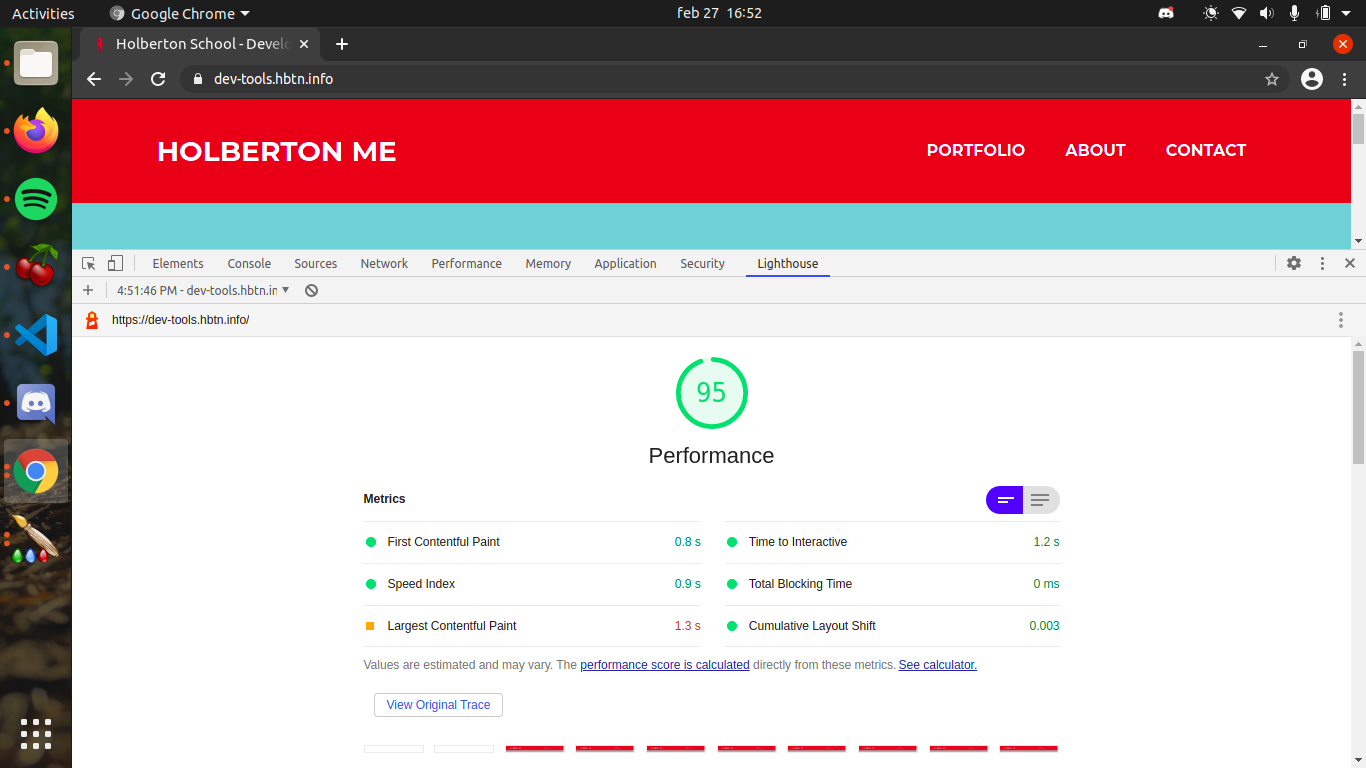 Activities Google Chrome feb 27 16:52
Holberton School - Develo
dev-tools.hbtn.info
HOLBERTON ME PORTFOLIO ABOUT CONTACT
Elements Console Sources Network Performance Memory Application Security Lighthouse
4:51:46 PM - dev-tools.hbtn.in
https://dev-tools.hbtn.info/
95
Performance
Metrics
First Contentful Paint 0.8 s Time to Interactive 1.2 s
Speed Index 0.9 s Total Blocking Time 0 ms
Largest Contentful Paint 1.3 s Cumulative Layout Shift 0.003
Values are estimated and may vary. The performance score is calculated directly from these metrics. See calculator.
View Original Trace